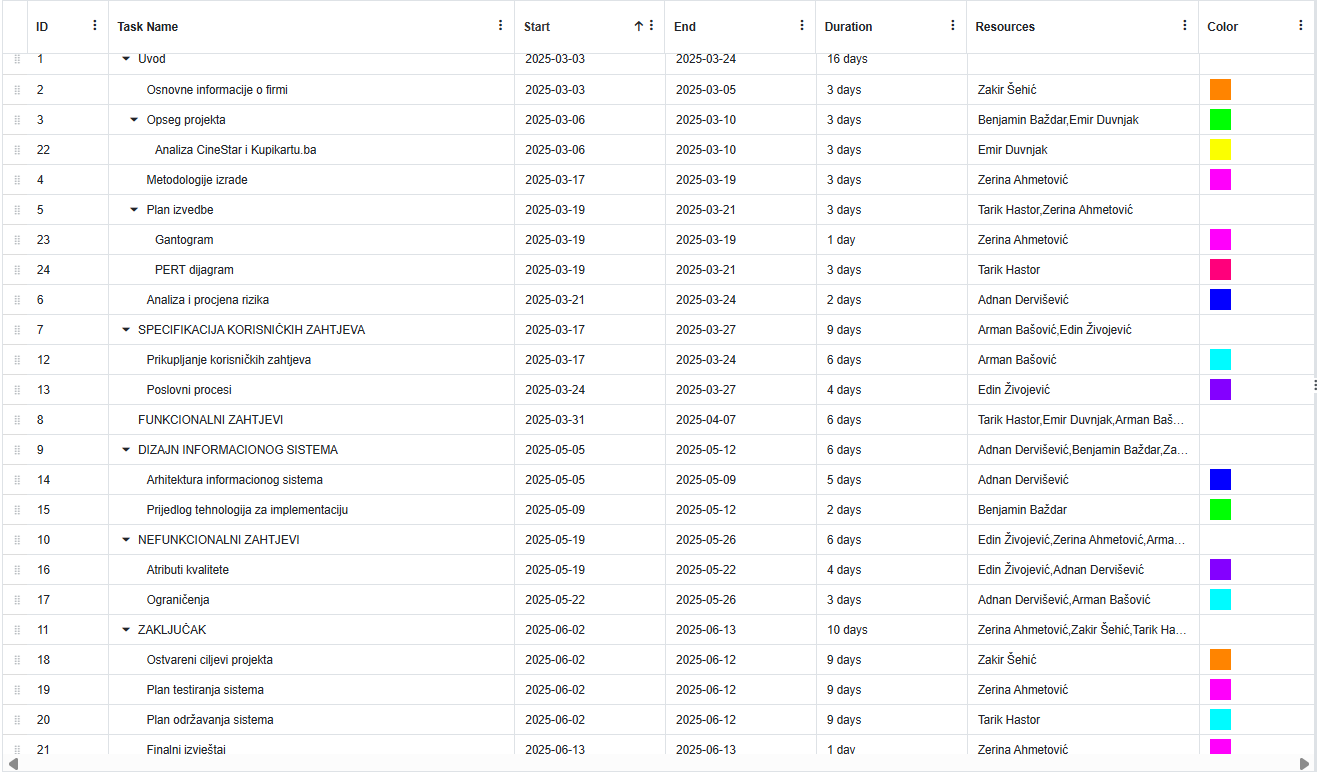 ID Task Name Start End Duration Resources Color
1 Uvod 2025-03-03 2025-03-24 16 days
2 Osnovne informacije o firmi 2025-03-03 2025-03-05 3 days Zakir Šehić
3 Opseg projekta 2025-03-06 2025-03-10 3 days Benjamin Baždar,Emir Duvnjak
22 Analiza CineStar i Kupikartu.ba 2025-03-06 2025-03-10 3 days Emir Duvnjak
4 Metodologije izrade 2025-03-17 2025-03-19 3 days Zerina Ahmetović
5 Plan izvedbe 2025-03-19 2025-03-21 3 days Tarik Hastor,Zerina Ahmetović
23 Gantogram 2025-03-19 2025-03-19 1 day Zerina Ahmetović
24 PERT dijagram 2025-03-19 2025-03-21 3 days Tarik Hastor
6 Analiza i procjena rizika 2025-03-21 2025-03-24 2 days Adnan Dervišević
7 SPECIFIKACIJA KORISNIČKIH ZAHTJEVA 2025-03-17 2025-03-27 9 days Arman Bašović,Edin Živojević
12 Prikupljanje korisničkih zahtjeva 2025-03-17 2025-03-24 6 days Arman Bašović
13 Poslovni procesi 2025-03-24 2025-03-27 4 days Edin Živojević
8 FUNKCIONALNI ZAHTJEVI 2025-03-31 2025-04-07 6 days Tarik Hastor,Emir Duvnjak,Arman Baš...
9 DIZAJN INFORMACIONOG SISTEMA 2025-05-05 2025-05-12 6 days Adnan Dervišević,Benjamin Baždar,Za...
14 Arhitektura informacionog sistema 2025-05-05 2025-05-09 5 days Adnan Dervišević
15 Prijedlog tehnologija za implementaciju 2025-05-09 2025-05-12 2 days Benjamin Baždar
10 NEFUNKCIONALNI ZAHTJEVI 2025-05-19 2025-05-26 6 days Edin Živojević,Zerina Ahmetović,Arma...
16 Atributi kvalitete 2025-05-19 2025-05-22 4 days Edin Živojević,Adnan Dervišević
17 Ograničenja 2025-05-22 2025-05-26 3 days Adnan Dervišević,Arman Bašović
11 ZAKLJUČAK 2025-06-02 2025-06-13 10 days Zerina Ahmetović,Zakir Šehić,Tarik Ha...
18 Ostvareni ciljevi projekta 2025-06-02 2025-06-12 9 days Zakir Šehić
19 Plan testiranja sistema 2025-06-02 2025-06-12 9 days Zerina Ahmetović
20 Plan održavanja sistema 2025-06-02 2025-06-12 9 days Tarik Hastor
21 Finalni izvještaj 2025-06-13 2025-06-13 1 day Zerina Ahmetović